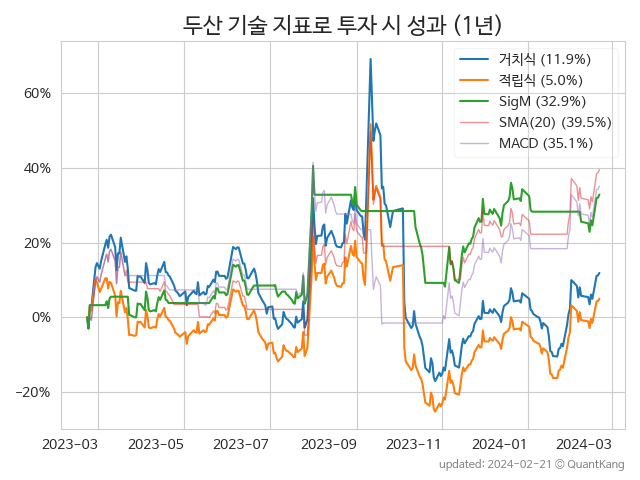 두산 기술 지표로 투자 시 성과 (1년)
거치식 (11.9%)
적립식 (5.0%)
SigM (32.9%)
SMA(20) (39.5%)
MACD (35.1%)
60%
40%
20%
0%
−20%
2023-03 2023-05 2023-07 2023-09 2023-11 2024-01 2024-03
updated: 2024-02-21 © QuantKang